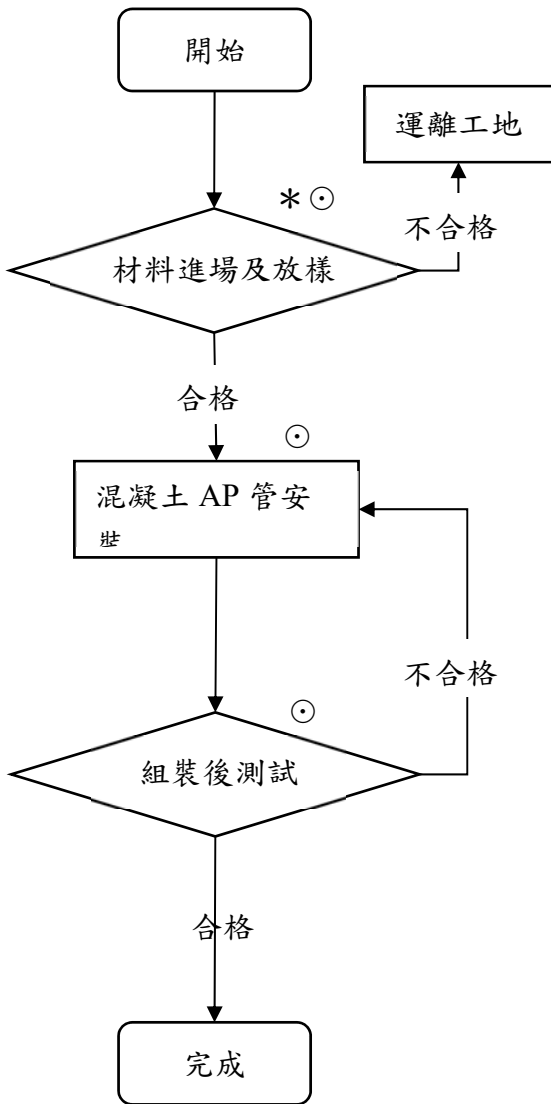 開始
運離工地
* ⊙
不合格
材料進場及放樣
合格
⊙
混凝土 AP 管安
裝
不合格
⊙
組裝後測試
合格
完成